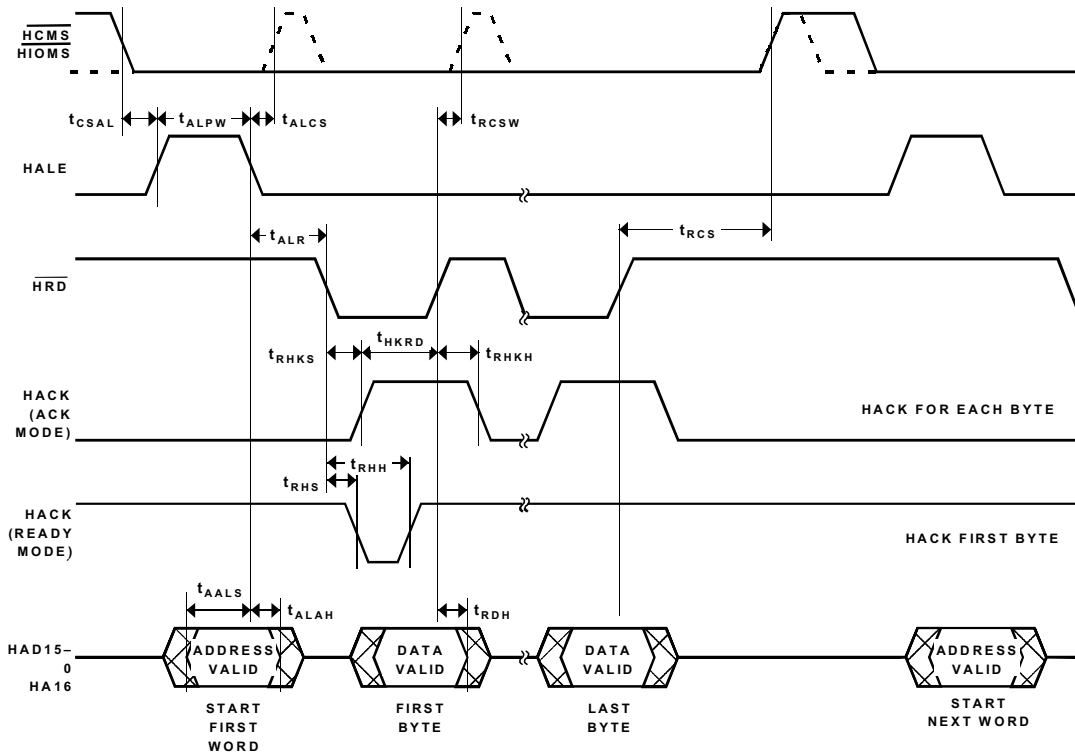 HCMS
HIOMS
tCSAL
tALPW
tALCS
tRCSW
HALE
tALR
tRCS
HRD
tRHKS
tHKRD
tRHKH
HACK
(ACK
MODE)
HACK FOR EACH BYTE
tRHH
tRHS
HACK
(READY
MODE)
HACK FIRST BYTE
tAALS
tALAH
tRDH
HAD15–
0
HA16
ADDRESS
VALID
DATA
VALID
DATA
VALID
ADDRESS
VALID
START
FIRST
WORD
FIRST
BYTE
LAST
BYTE
START
NEXT WORD